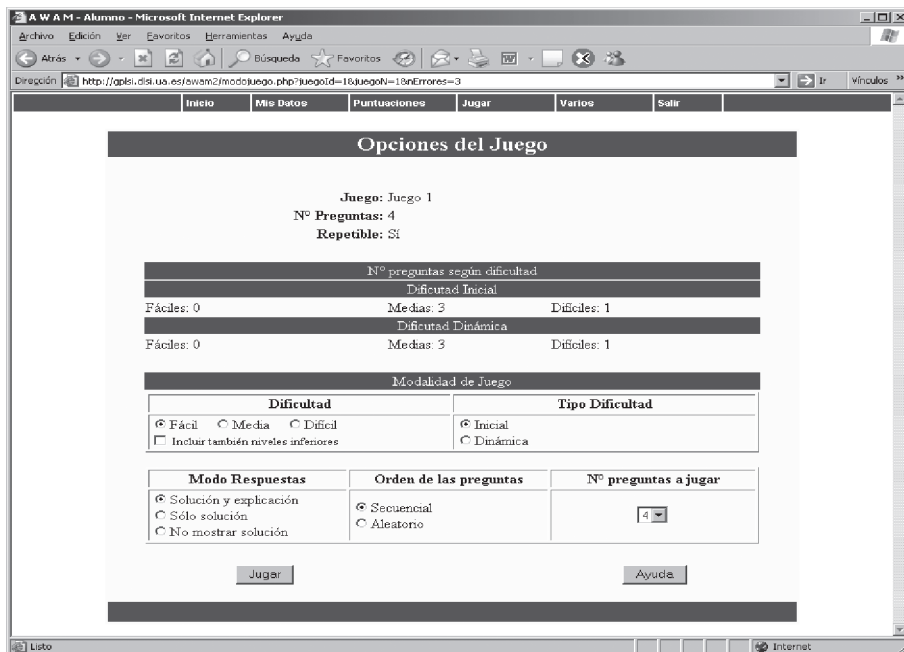 A W A M - Alumno - Microsoft Internet Explorer
Archivo Edición Ver Favoritos Herramientas Ayuda
Atrás Búsqueda Favoritos
Dirección http://gplsi.dlsi.ua.es/awam2/modojuego.php?juegoId=1&juegoN=1&nErrores=3 Ir Vínculos »
Inicio Mis Datos Puntuaciones Jugar Varios Salir
Opciones del Juego
Juego: Juego 1
Nº Preguntas: 4
Repetible: Sí
Nº preguntas según dificultad
Dificutad Inicial
Fáciles: 0 Medias: 3 Difíciles: 1
Dificutad Dinámica
Fáciles: 0 Medias: 3 Difíciles: 1
Modalidad de Juego
Dificultad Tipo Dificultad
Fácil Media Difícil Inicial
Incluir también niveles inferiores Dinámica
Modo Respuestas Orden de las preguntas Nº preguntas a jugar
Solución y explicación
Sólo solución
No mostrar solución
Secuencial
Aleatorio
4
Jugar Ayuda
Listo Internet